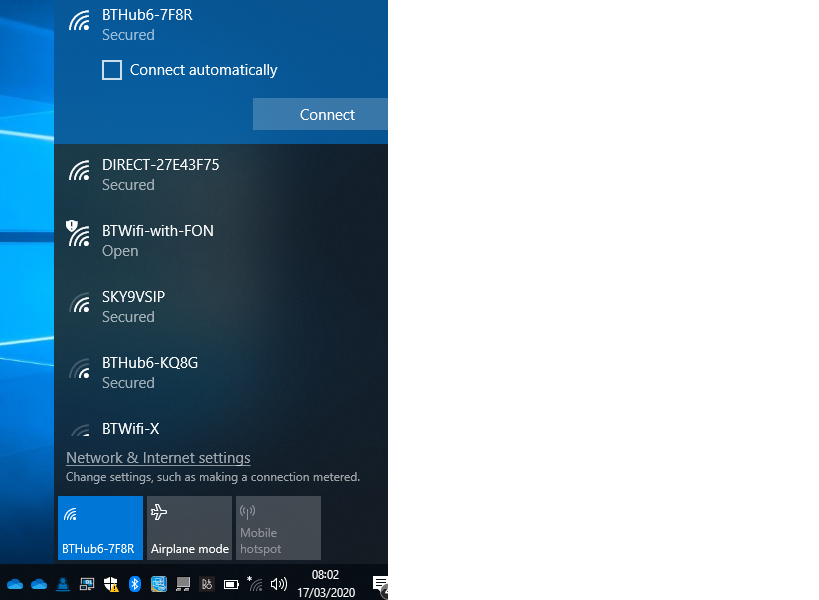 BTHub6-7F8R
Secured
Connect automatically
Connect
DIRECT-27E43F75
Secured
BTWifi-with-FON
Open
SKY9VSIP
Secured
BTHub6-KQ8G
Secured
BTWifi-X
Network & Internet settings
Change settings, such as making a connection metered.
BTHub6-7F8R
Airplane mode
Mobile
hotspot
08:02
17/03/2020